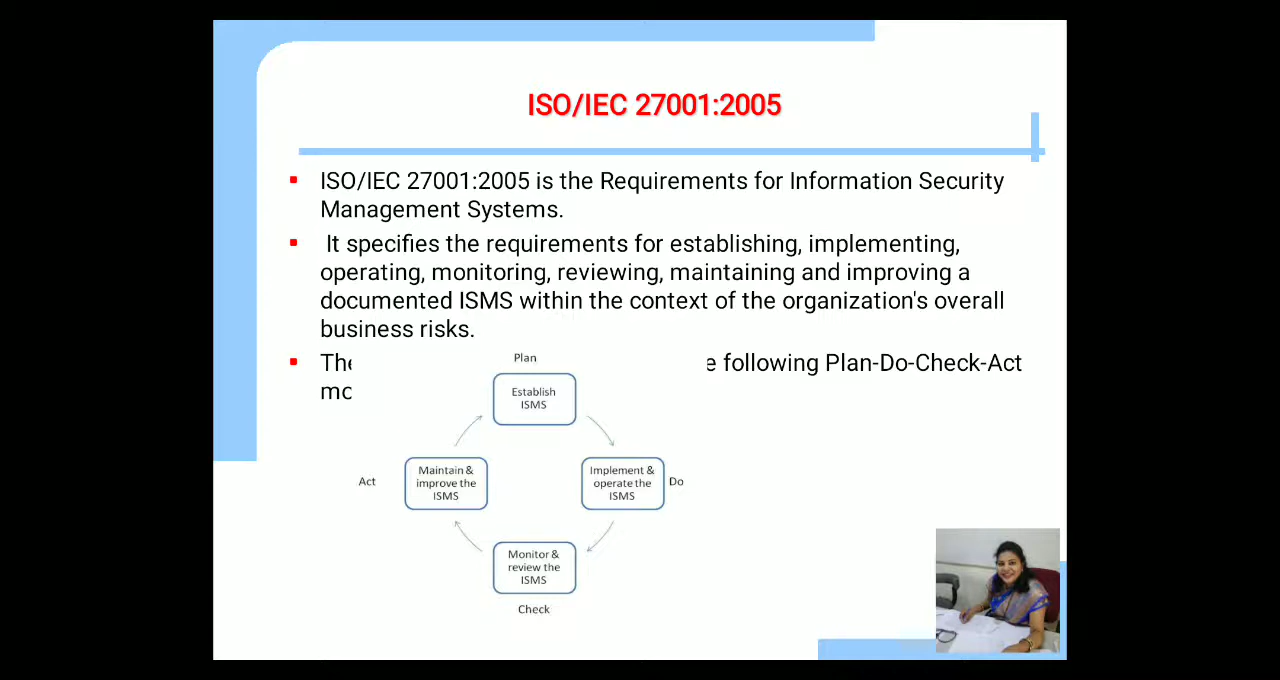 ISO/IEC 27001:2005
ISO/IEC 27001:2005 is the Requirements for Information Security
Management Systems.
It specifies the requirements for establishing, implementing,
operating, monitoring, reviewing, maintaining and improving a
documented ISMS within the context of the organization's overall
business risks.
following Plan-Do-Check-Act
Plan
Establish
ISMS
Act
Maintain &
improve the
ISMS
Implement &
operate the
ISMS
Do
Monitor &
review the
ISMS
Check